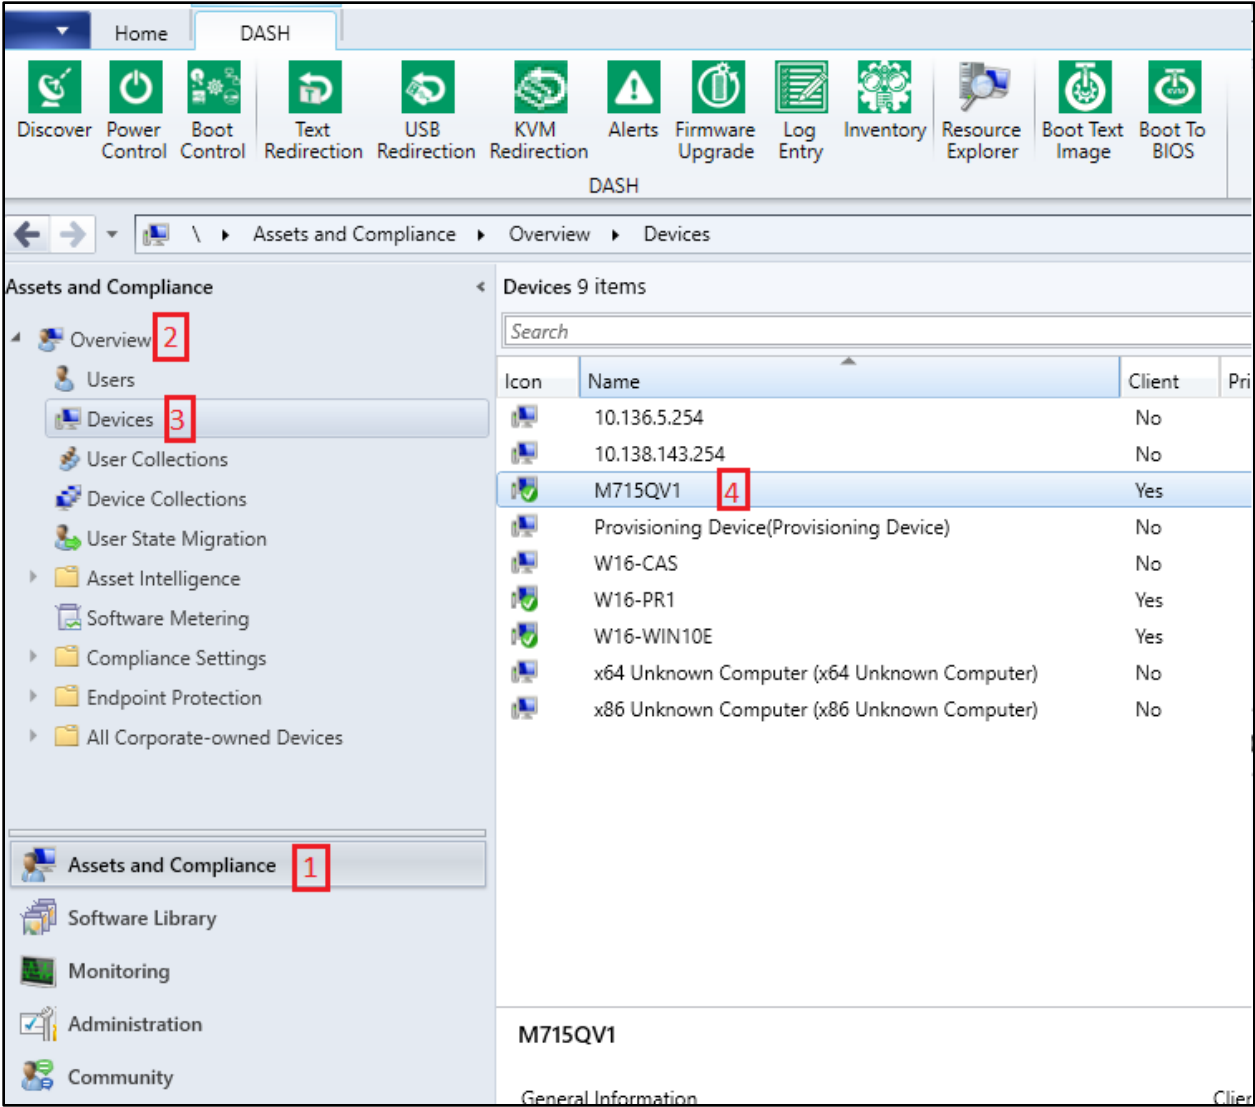 Home DASH
Discover Power Control Boot Control Text Redirection USB Redirection KVM Redirection Alerts Firmware Upgrade Log Entry Inventory Resource Explorer Boot Text Image Boot To BIOS
DASH
\ Assets and Compliance Overview Devices
Assets and Compliance
Overview 2
Users
Devices 3
User Collections
Device Collections
User State Migration
Asset Intelligence
Software Metering
Compliance Settings
Endpoint Protection
All Corporate-owned Devices
Assets and Compliance 1
Software Library
Monitoring
Administration
Community
Devices 9 items
Search
Icon Name Client Pri
10.136.5.254 No
10.138.143.254 No
M715QV1 4 Yes
Provisioning Device(Provisioning Device) No
W16-CAS No
W16-PR1 Yes
W16-WIN10E Yes
x64 Unknown Computer (x64 Unknown Computer) No
x86 Unknown Computer (x86 Unknown Computer) No
M715QV1
General Information Clier